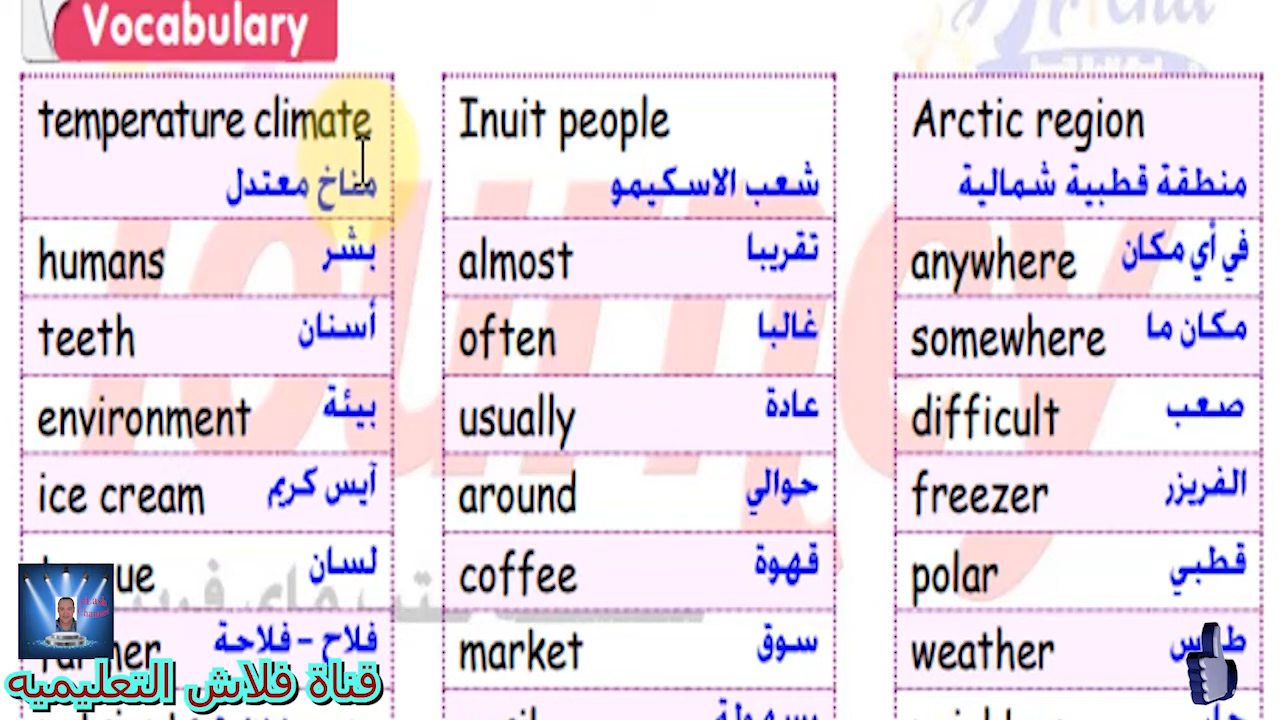 Vocabulary
temperature climate
مناخ معتدل
Inuit people
شعب الاسكيمو
Arctic region
منطقة قطبية شمالية
humans بشر
almost تقريبا
anywhere في أي مكان
teeth أسنان
often غالبا
somewhere مكان ما
environment بيئة
usually عادة
difficult صعب
ice cream آيس كريم
around حوالي
freezer الفريزر
لسان
coffee قهوة
polar قطبي
فلاح - فلاحة
market سوق
weather
قناة فلاش التعليميه